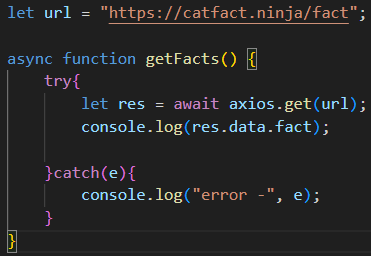 let url = "https://catfact.ninja/fact";
async function getFacts() {
    try{
        let res = await axios.get(url);
        console.log(res.data.fact);
    }catch(e){
        console.log("error -", e);
    }
}